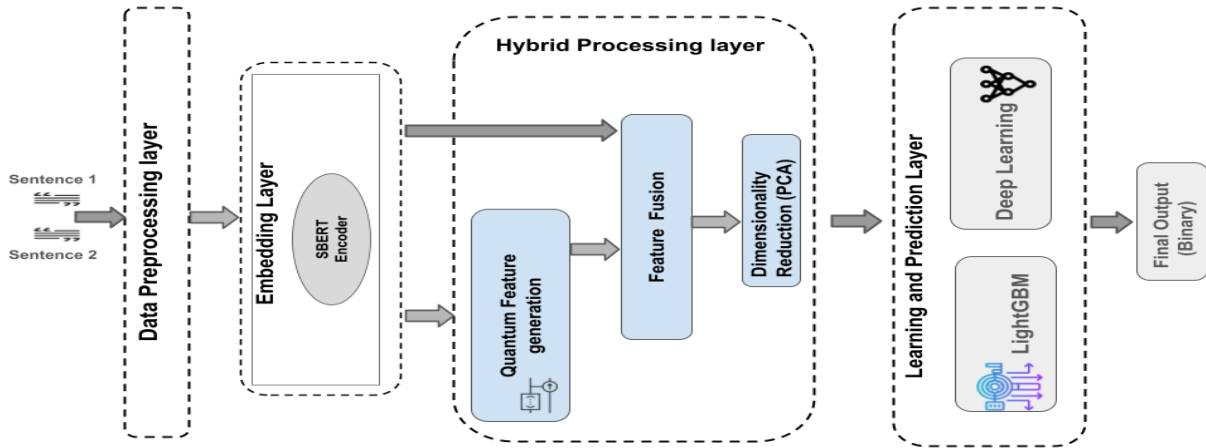 Sentence 1
Sentence 2
Data Preprocessing layer
Embedding Layer
SBERT
Encoder
Hybrid Processing layer
Quantum Feature
generation
Feature Fusion
Dimensionality
Reduction (PCA)
Learning and Prediction Layer
Deep Learning
LightGBM
Final Output
(Binary)